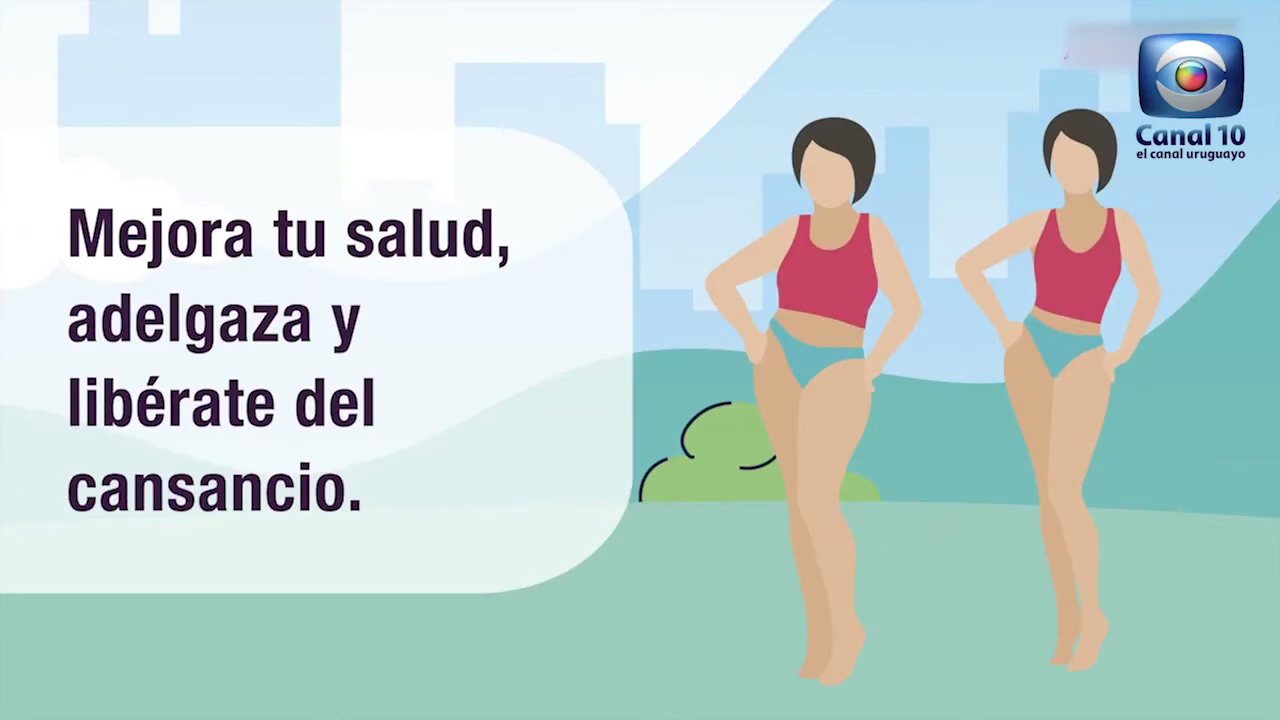 Mejora tu salud,
adelgaza y
libérate del
cansancio.
Canal 10
el canal uruguayo